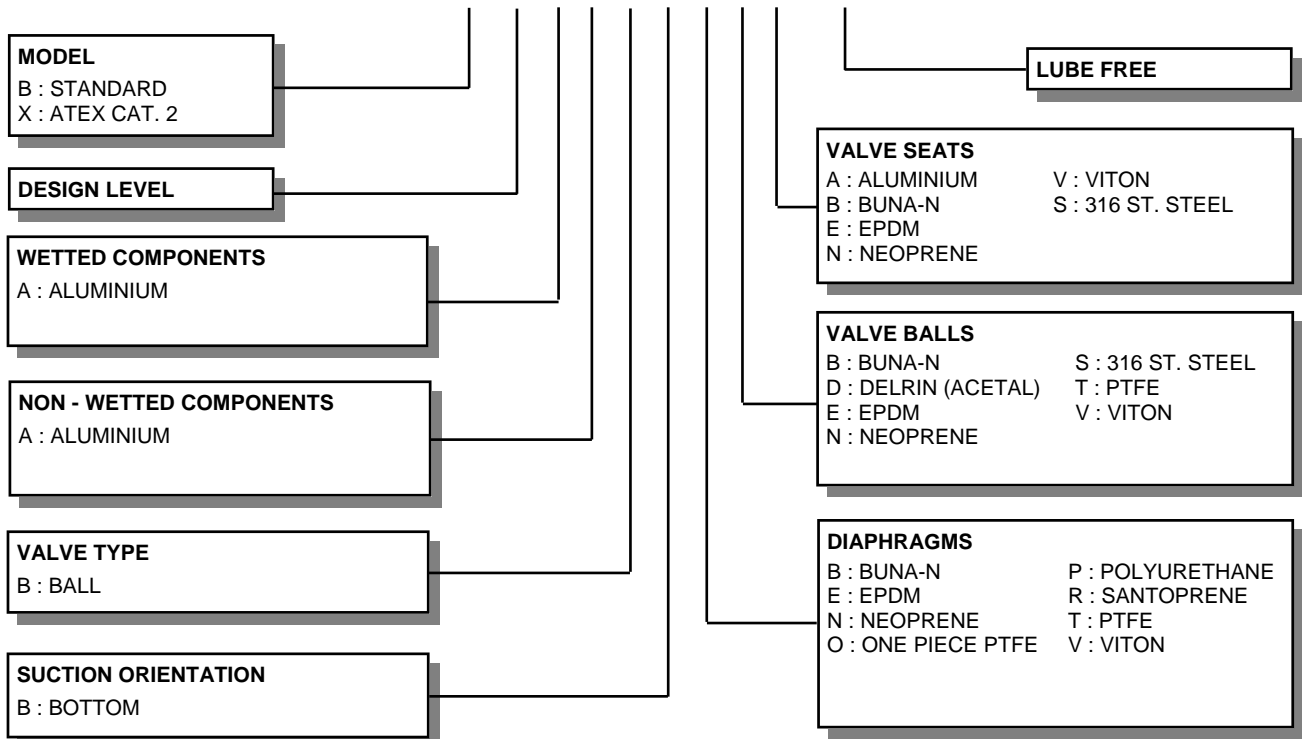 MODEL
B : STANDARD
X : ATEX CAT. 2
DESIGN LEVEL
WETTED COMPONENTS
A : ALUMINIUM
NON - WETTED COMPONENTS
A : ALUMINIUM
VALVE TYPE
B : BALL
SUCTION ORIENTATION
B : BOTTOM
LUBE FREE
VALVE SEATS
A : ALUMINIUM V : VITON
B : BUNA-N S : 316 ST. STEEL
E : EPDM
N : NEOPRENE
VALVE BALLS
B : BUNA-N S : 316 ST. STEEL
D : DELRIN (ACETAL) T : PTFE
E : EPDM V : VITON
N : NEOPRENE
DIAPHRAGMS
B : BUNA-N P : POLYURETHANE
E : EPDM R : SANTOPRENE
N : NEOPRENE T : PTFE
O : ONE PIECE PTFE V : VITON